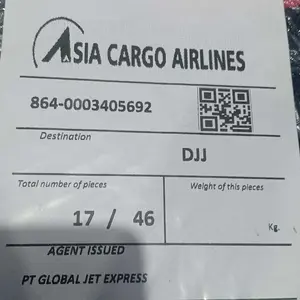 ASIA CARGO AIRLINES
864-0003405692
Destination
DJJ
Total number of pieces
Weight of this pieces
17 / 46
Kg.
AGENT ISSUED
PT GLOBAL JET EXPRESS